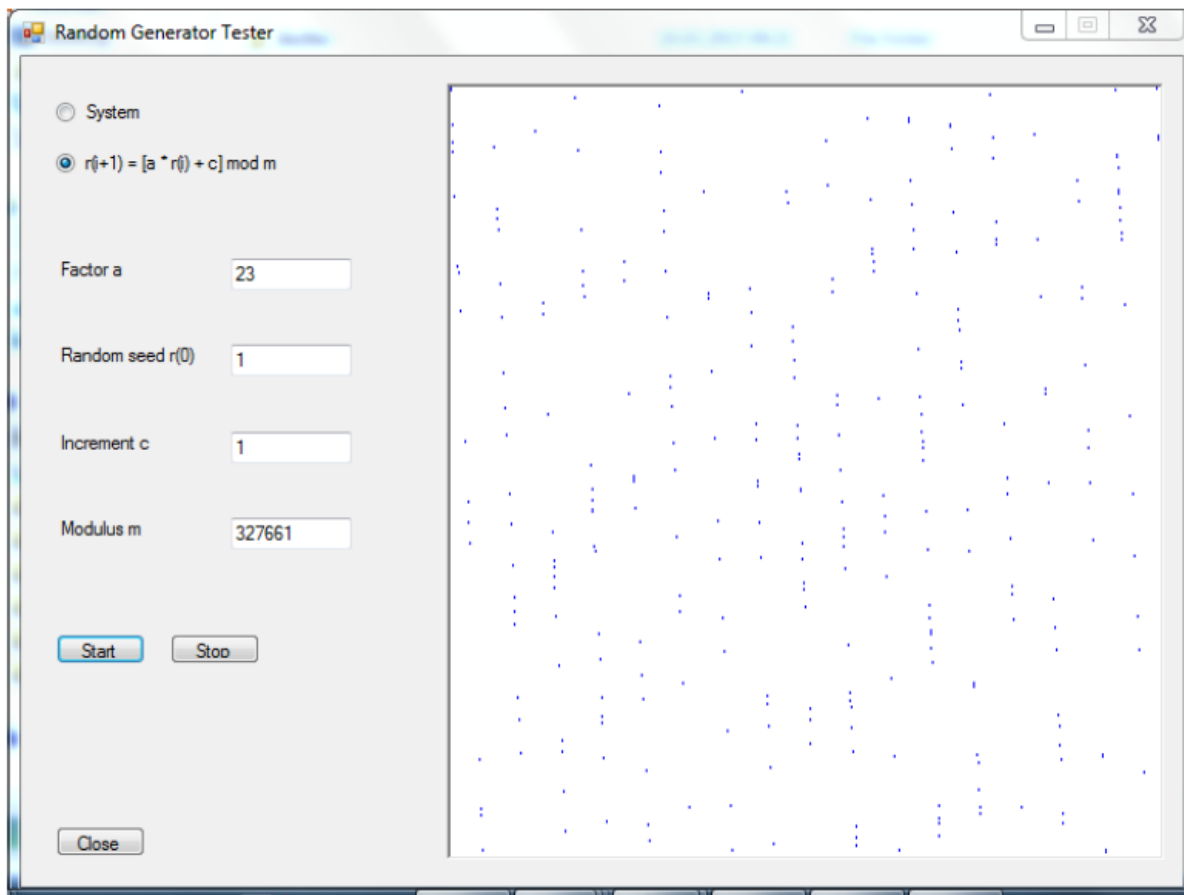 Random Generator Tester
System
r(i+1) = [a * r(i) + c] mod m
Factor a
23
Random seed r(0)
1
Increment c
1
Modulus m
327661
Start
Stop
Close